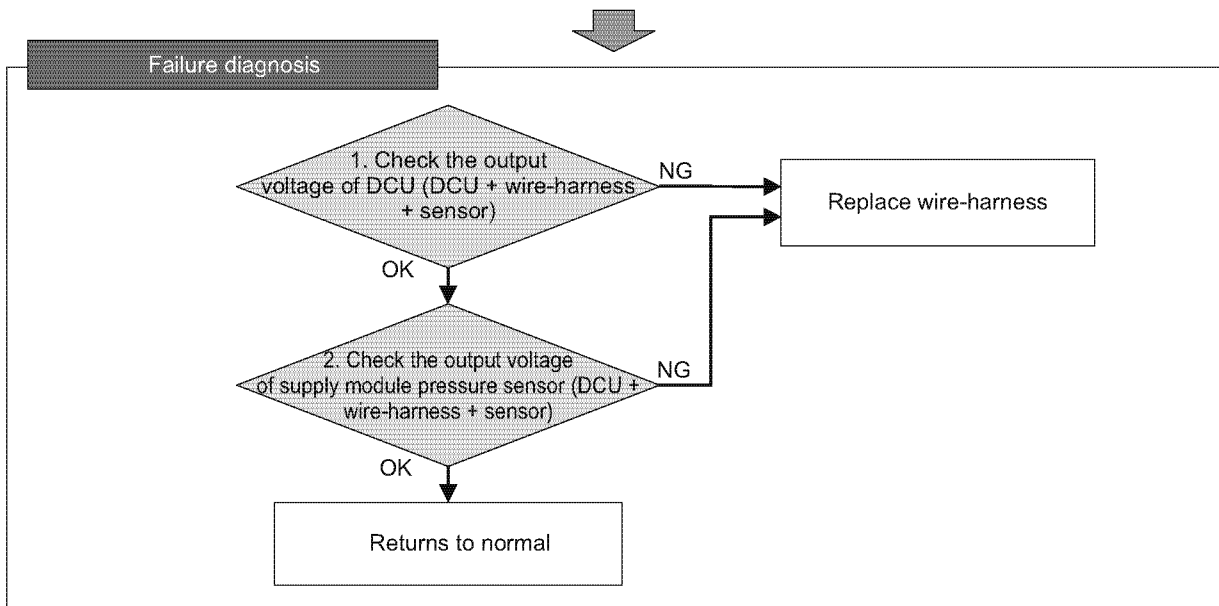 Failure diagnosis
1. Check the output
voltage of DCU (DCU + wire-harness
+ sensor)
NG
Replace wire-harness
OK
2. Check the output voltage
of supply module pressure sensor (DCU +
wire-harness + sensor)
NG
OK
Returns to normal